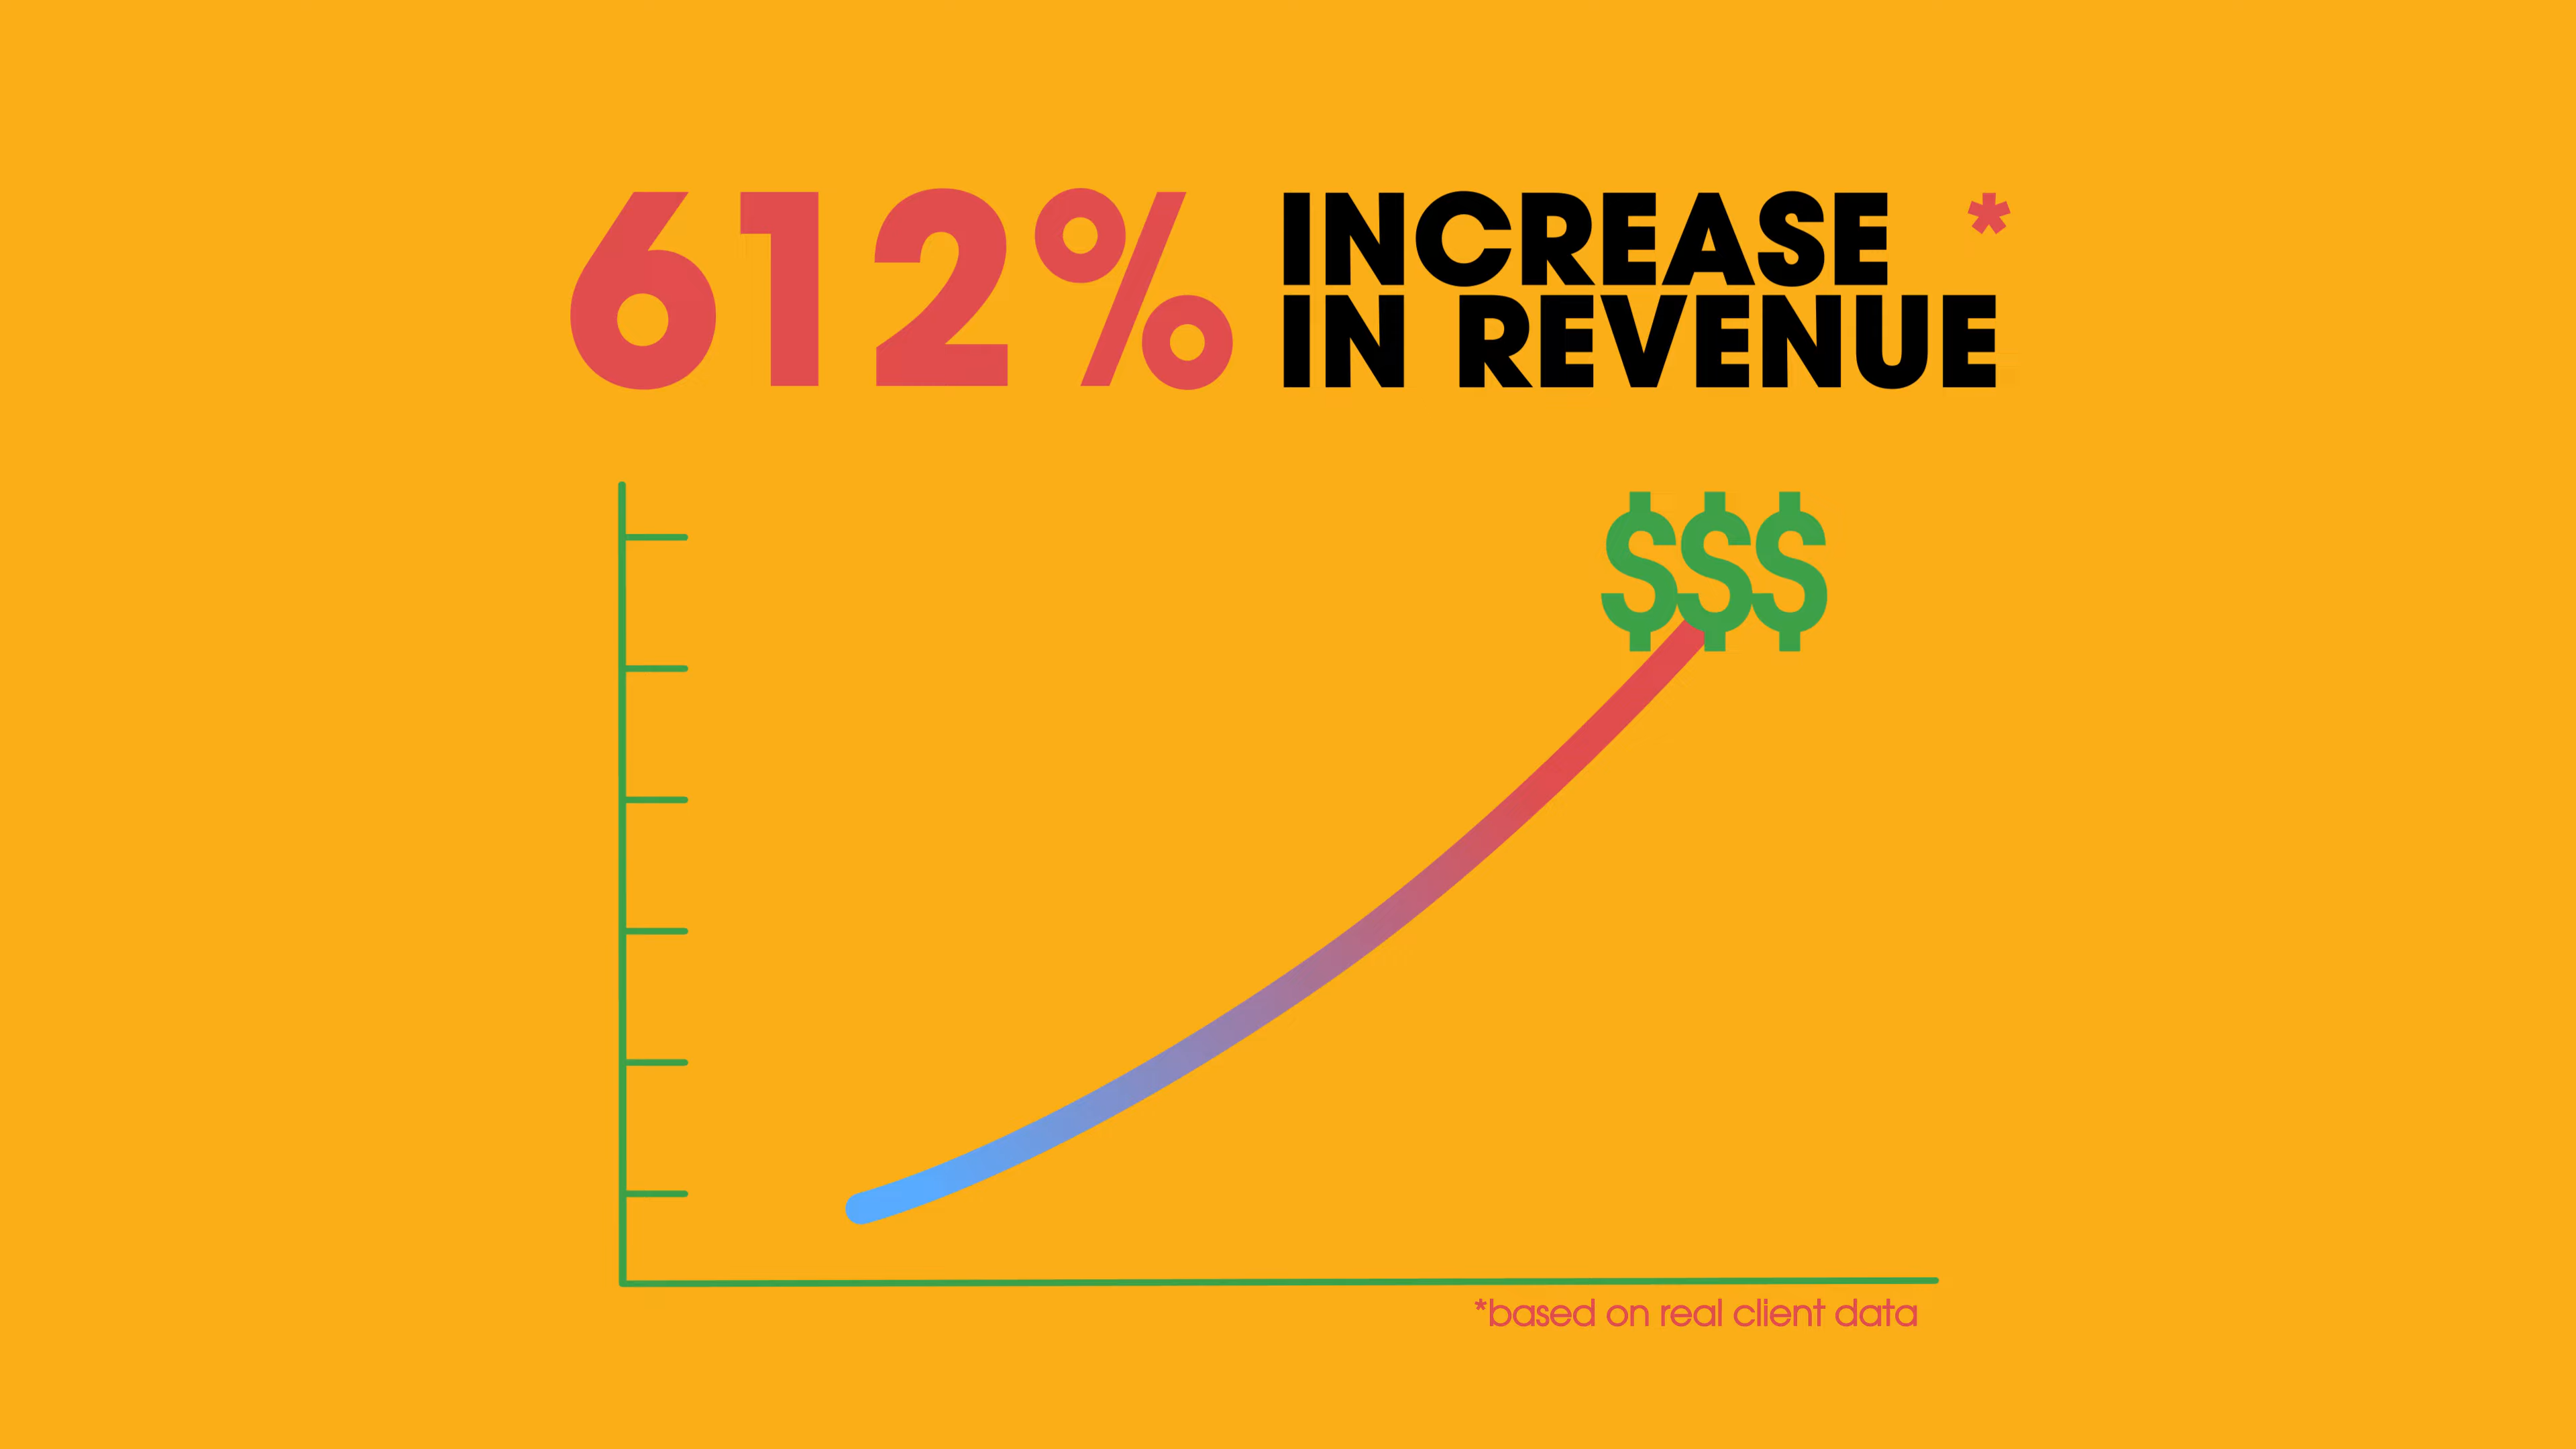 612% INCREASE *
IN REVENUE
$$$
*based on real client data